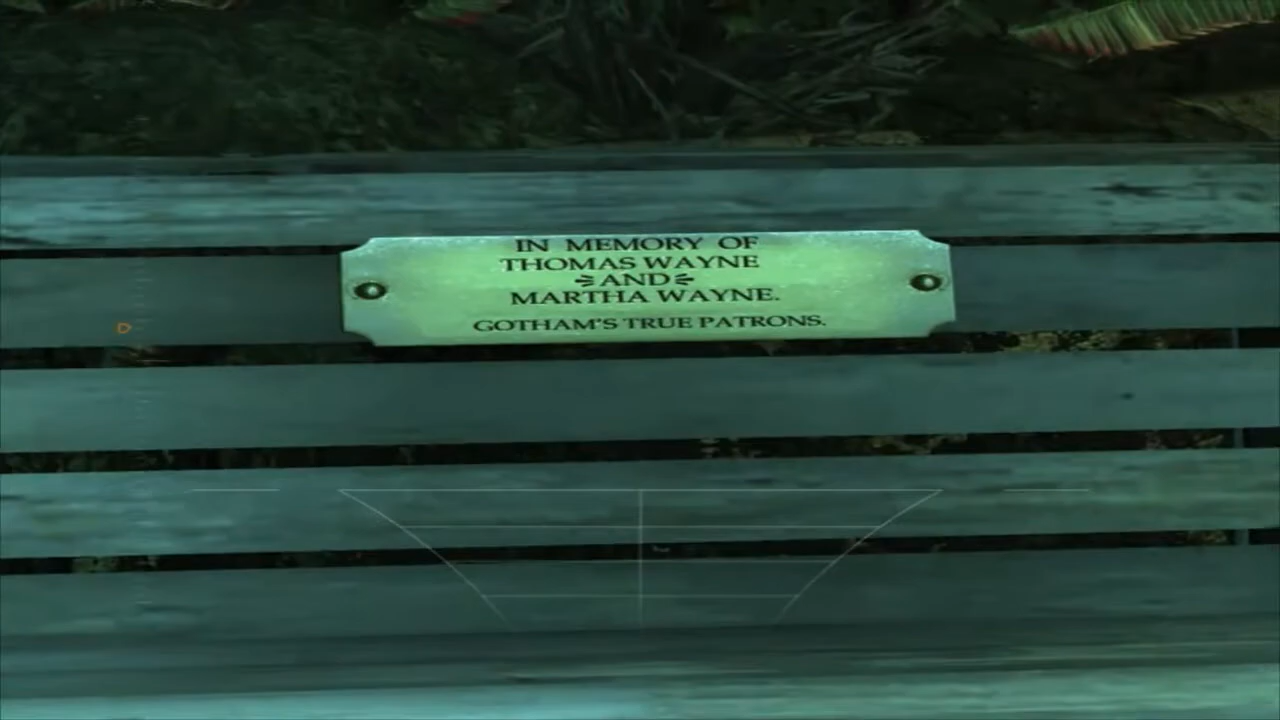 IN MEMORY OF
THOMAS WAYNE
AND
MARTHA WAYNE.
GOTHAM'S TRUE PATRONS.